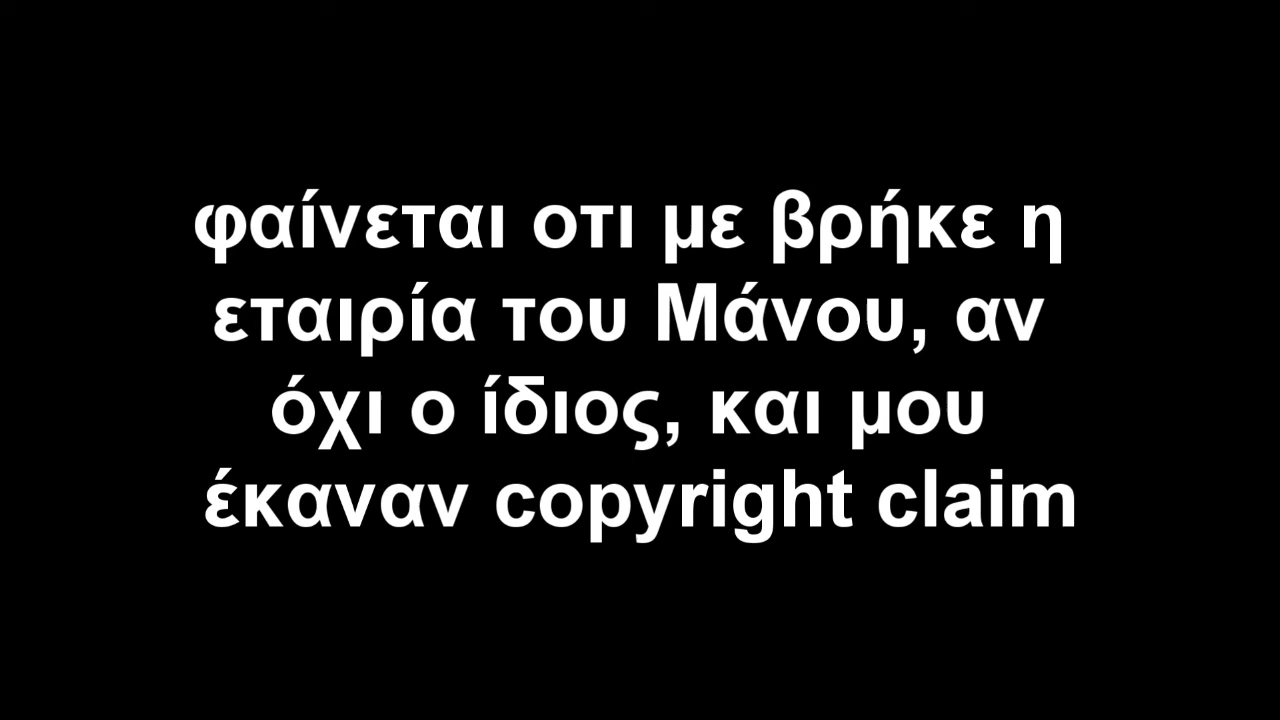 φαίνεται οτι με βρήκε η
εταιρία του Μάνου, αν
όχι ο ίδιος, και μου
έκαναν copyright claim